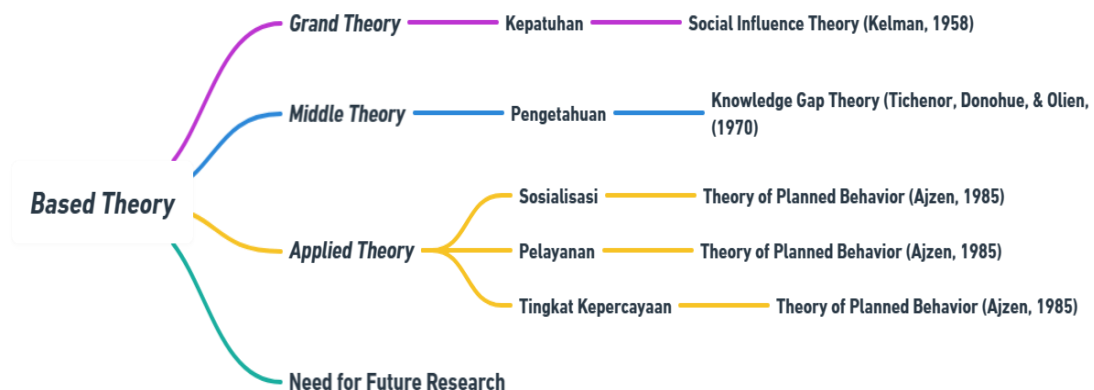 Based Theory
Grand Theory
Kepatuhan
Social Influence Theory (Kelman, 1958)
Middle Theory
Pengetahuan
Knowledge Gap Theory (Tichenor, Donohue, & Olien,
(1970)
Applied Theory
Sosialisasi
Theory of Planned Behavior (Ajzen, 1985)
Pelayanan
Theory of Planned Behavior (Ajzen, 1985)
Tingkat Kepercayaan
Theory of Planned Behavior (Ajzen, 1985)
Need for Future Research